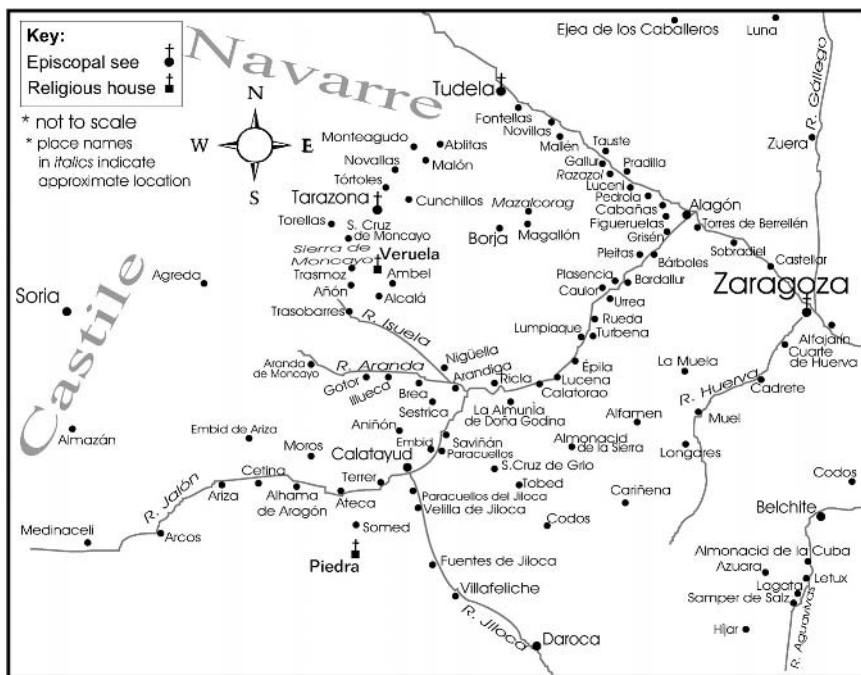 Key:
Episcopal see
Religious house
* not to scale
* place names
in italics indicate
approximate location
N
W
E
S
Navarre
Castile
Ejea de los Caballeros
Luna
R. Gállego
Zuera
Tudela
Fontellas
Novillas
Mallén
Tauste
Gallur
Pradilla
Razazol
Luceni
Pedrola
Cabañas
Alagón
Figueruelas
Grisén
Torres de Berrellén
Sobradiel
Castellar
Monteagudo
Ablitas
Novallas
Malón
Tórtoles
Tarazona
Cunchillos
Mazalcorag
Torellas
S. Cruz
de Moncayo
Borja
Magallón
Sierra de
Moncayo
Veruela
Trasmoz
Ambel
Añón
Alcalá
Trasobarres
Agreda
Soria
Pleitas
Bárboles
Plasencia
Bardallur
Caulor
Urrea
Rueda
Lumpiaque
Turbena
Zaragoza
Alfajarín
Cuarte de
Huerva
R. Isuela
Nigüella
R. Aranda
Aranda
de Moncayo
Gotor
Illueca
Brea
Arandiga
Ricla
Épila
Lucena
Calatorao
La Muela
R. Huerva
Cadrete
Sestrica
La Almunia
de Doña Godina
Alfamen
Muel
Almazán
Embid de Ariza
Aniñón
Embid
Saviñán
Paracuellos
Almonacid
de la Sierra
Longares
Moros
Calatayud
S.Cruz de Grio
Tobed
Codos
Cetina
Terrer
R. Jalón
Ariza
Alhama
de Aragón
Ateca
Paracuellos del Jiloca
Velilla de Jiloca
Cariñena
Codos
Belchite
Medinaceli
Arcos
Somed
Piedra
Fuentes de Jiloca
Almonacid de la Cuba
Azuara
Letux
Lagata
Samper de Salz
Villafeliche
R. Jiloca
Daroca
Híjar
R. Aguavivas